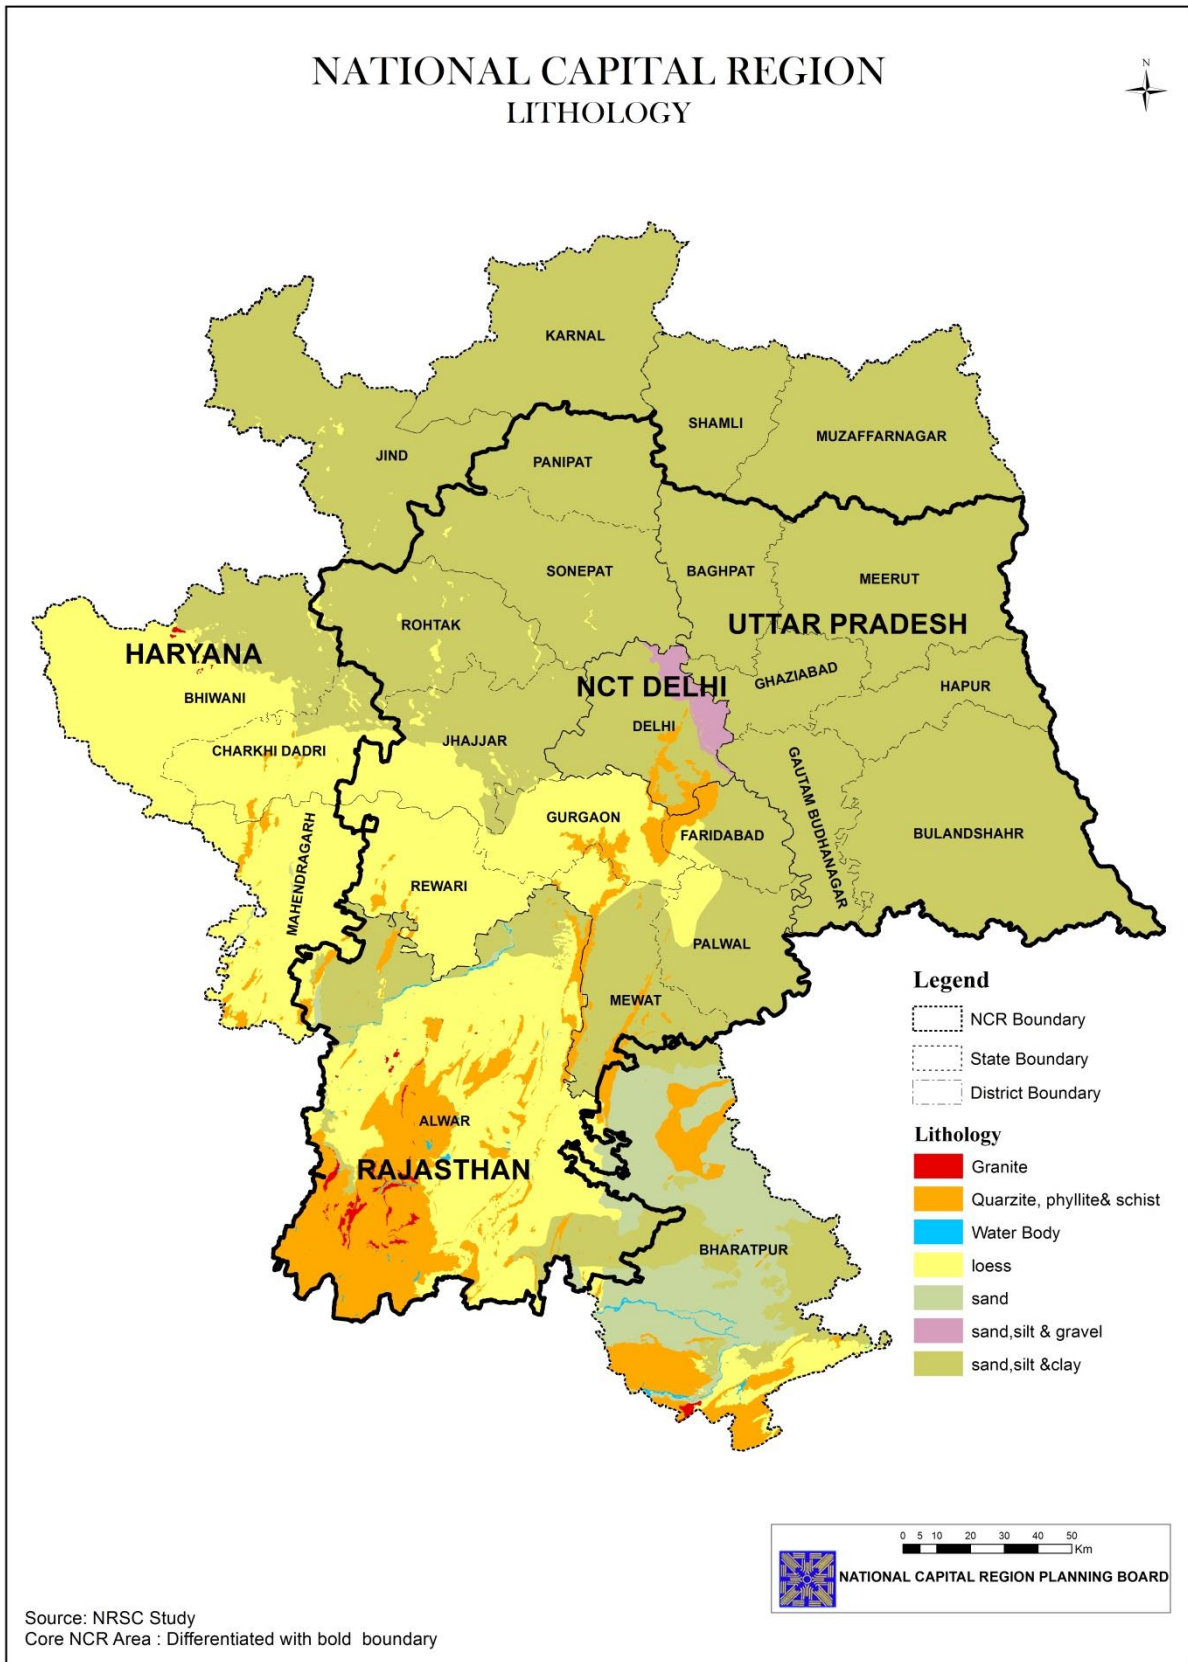 NATIONAL CAPITAL REGION
LITHOLOGY
N
KARNAL
SHAMLI
MUZAFFARNAGAR
JIND
PANIPAT
SONEPAT
BAGHPAT
MEERUT
ROHTAK
UTTAR PRADESH
HARYANA
GHAZIABAD
HAPUR
NCT DELHI
BHIWANI
DELHI
JHAJJAR
CHARKHI DADRI
GAUTAM BUDHANAGAR
GURGAON
FARIDABAD
BULANDSHAHR
MAHENDRAGARH
REWARI
PALWAL
MEWAT
ALWAR
RAJASTHAN
BHARATPUR
Legend
NCR Boundary
State Boundary
District Boundary
Lithology
Granite
Quarzite, phyllite& schist
Water Body
loess
sand
sand,silt & gravel
sand,silt &clay
0 5 10 20 30 40 50
Km
NATIONAL CAPITAL REGION PLANNING BOARD
Source: NRSC Study
Core NCR Area : Differentiated with bold boundary